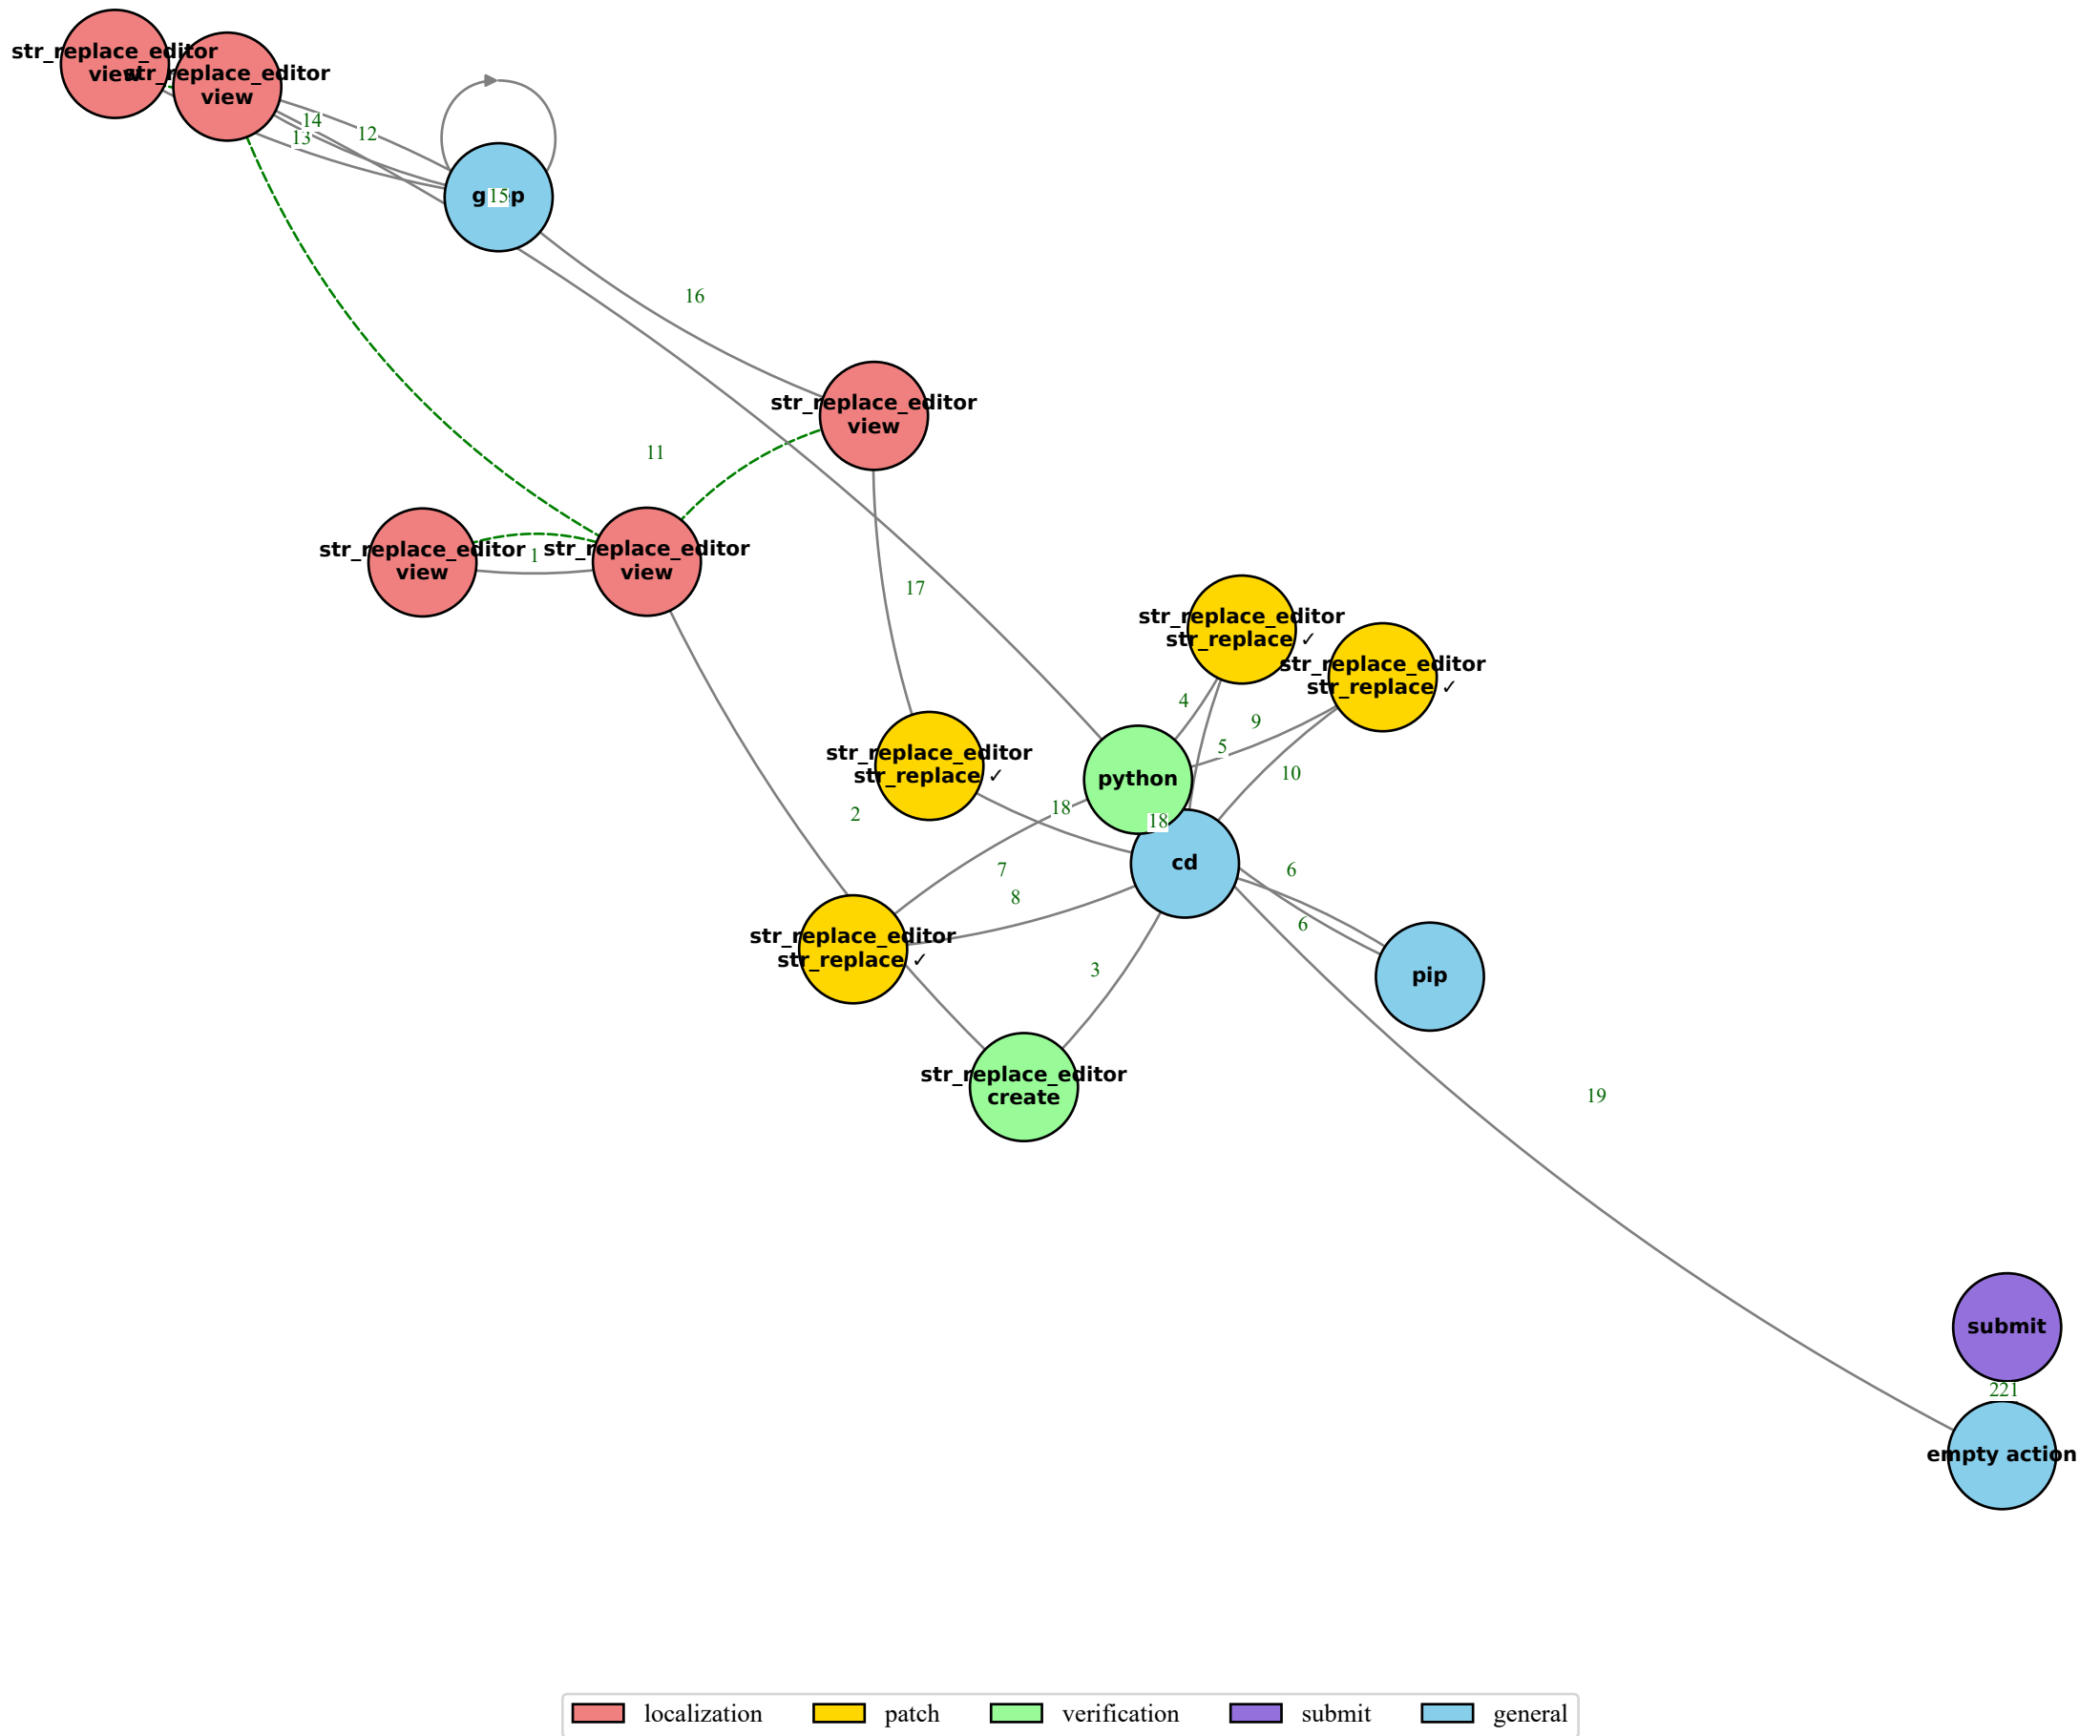 str_replace_editor
view
str_replace_editor
view
14
13
12
15
16
str_replace_editor
view
11
str_replace_editor
view
1
str_replace_editor
view
17
str_replace_editor
str_replace ✓
str_replace_editor
str_replace ✓
4
9
5
str_replace_editor
str_replace ✓
python
10
2
18
18
cd
7
6
8
6
3
str_replace_editor
str_replace ✓
pip
str_replace_editor
create
19
submit
221
empty action
localization
patch
verification
submit
general